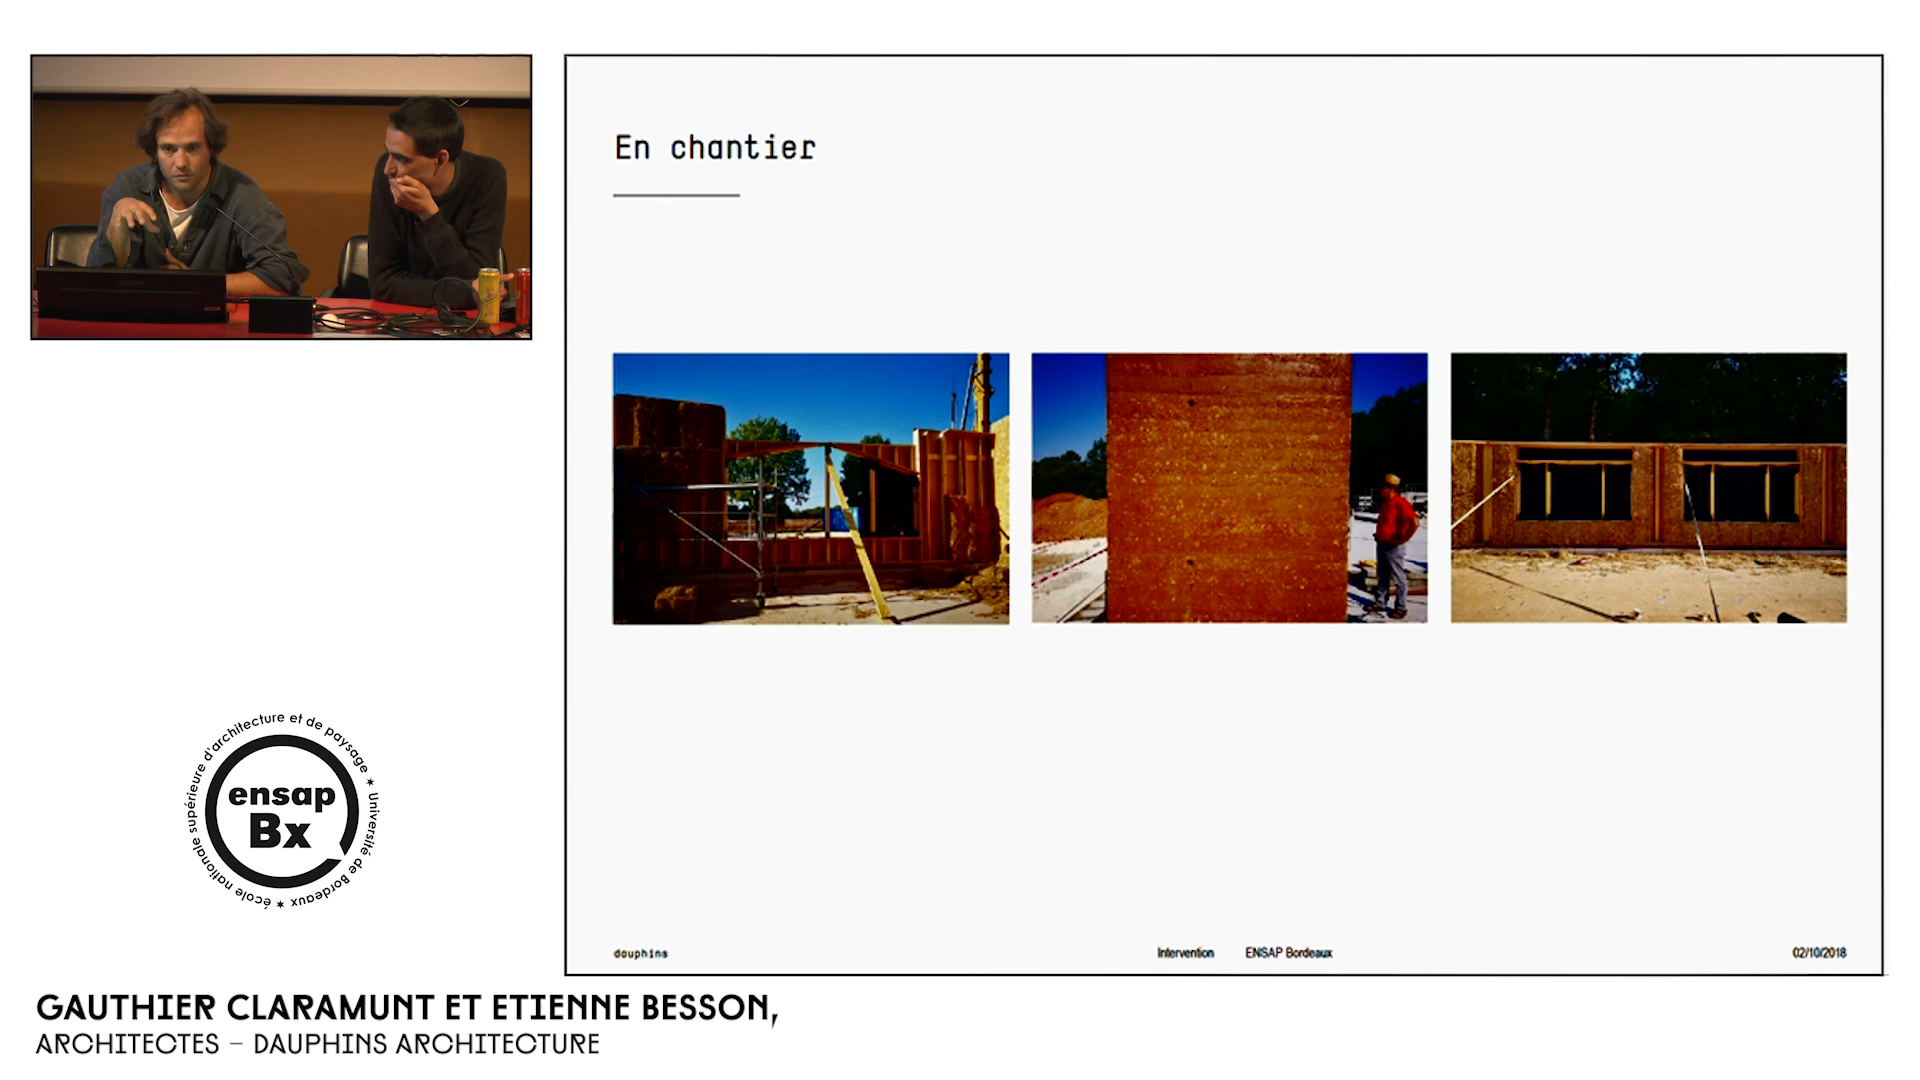 En chantier
école nationale supérieure d'architecture et de paysage ★ Université de Bordeaux ★
ensap
Bx
dauphins
Intervention ENSAP Bordeaux
02/10/2018
GAUTHIER CLARAMUNT ET ETIENNE BESSON,
ARCHITECTES – DAUPHINS ARCHITECTURE